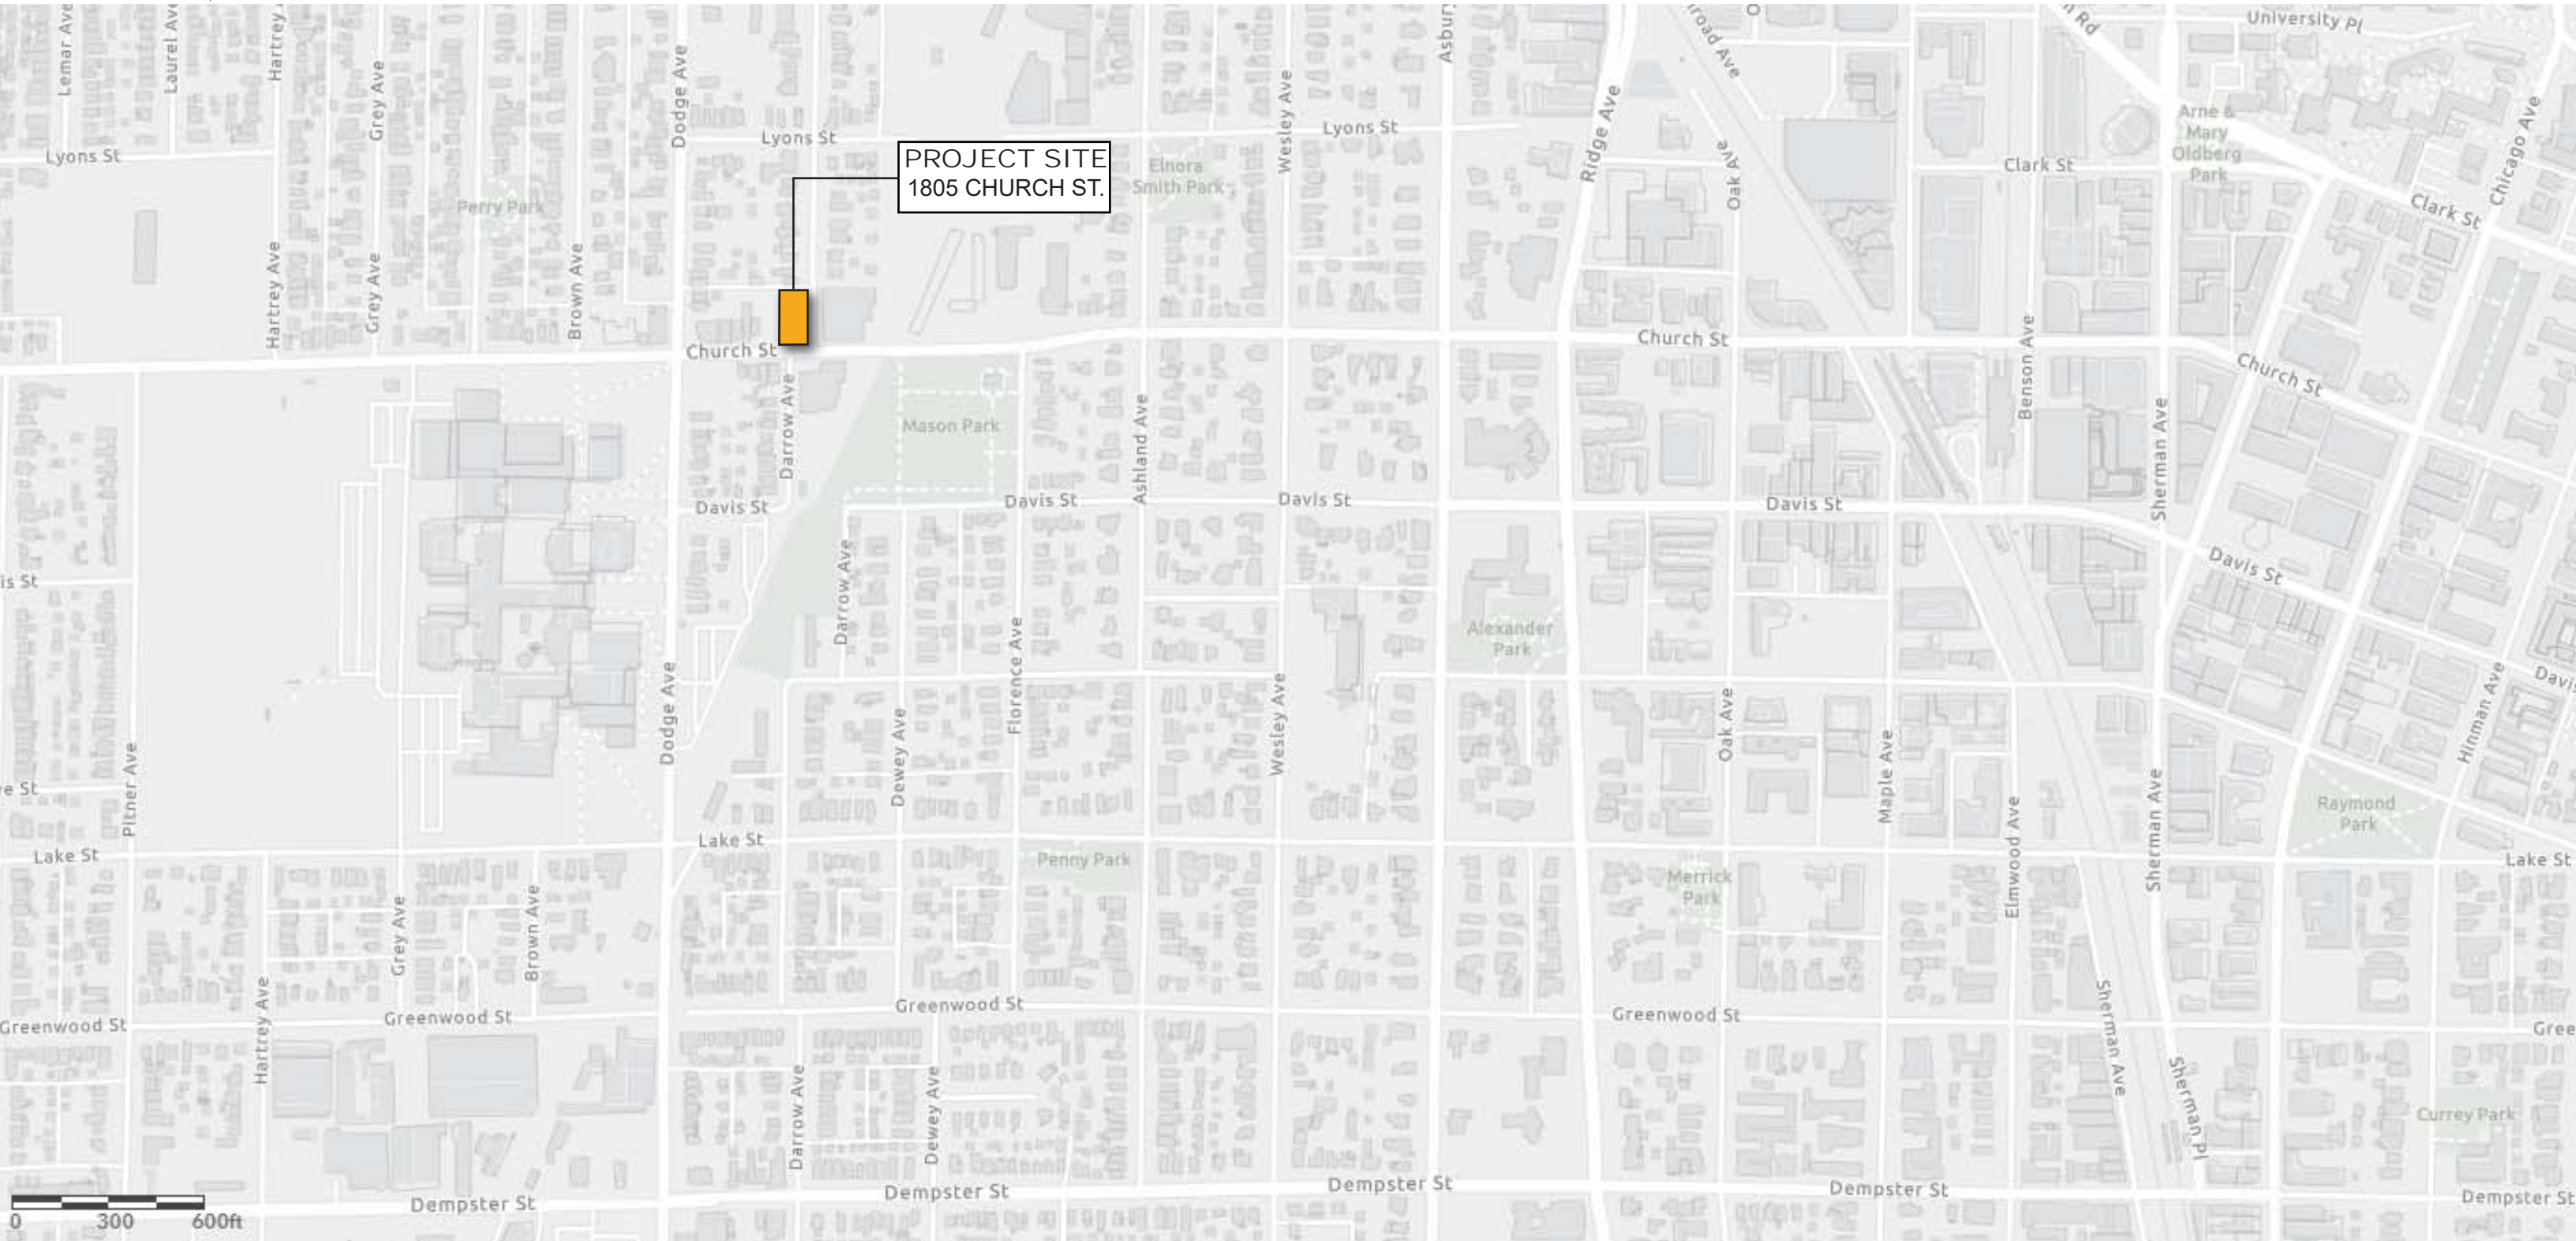 Lemar Ave
Laurel Ave
Hartrey
Grey Ave
Dodge Ave
Asbury
University Pl
Lyons St
Lyons St
Lyons St
Wesley Ave
Ridge Ave
Oak Ave
Arne &
Mary
Oldberg
Park
Chicago Ave
Clark St
Clark St
PROJECT SITE
1805 CHURCH ST.
Elnora
Smith Park
Perry Park
Hartrey Ave
Grey Ave
Brown Ave
Church St
Church St
Church St
Benson Ave
Darrow Ave
Mason Park
Ashland Ave
Sherman Ave
Davis St
Davis St
Davis St
Davis St
Davis St
is St
Darrow Ave
Florence Ave
Alexander
Park
Dodge Ave
Wesley Ave
Oak Ave
Hinman Ave
Pitner Ave
Dewey Ave
Maple Ave
Elmwood Ave
Sherman Ave
Raymond
Park
Lake St
Lake St
Lake St
Penny Park
Merrick
Park
Grey Ave
Brown Ave
Hartrey Ave
Greenwood St
Greenwood St
Greenwood St
Greenwood St
Gree
Sherman Ave
Sherman Pl
Darrow Ave
Dewey Ave
Currey Park
Dempster St
Dempster St
Dempster St
Dempster St
Dempster St
0 300 600ft